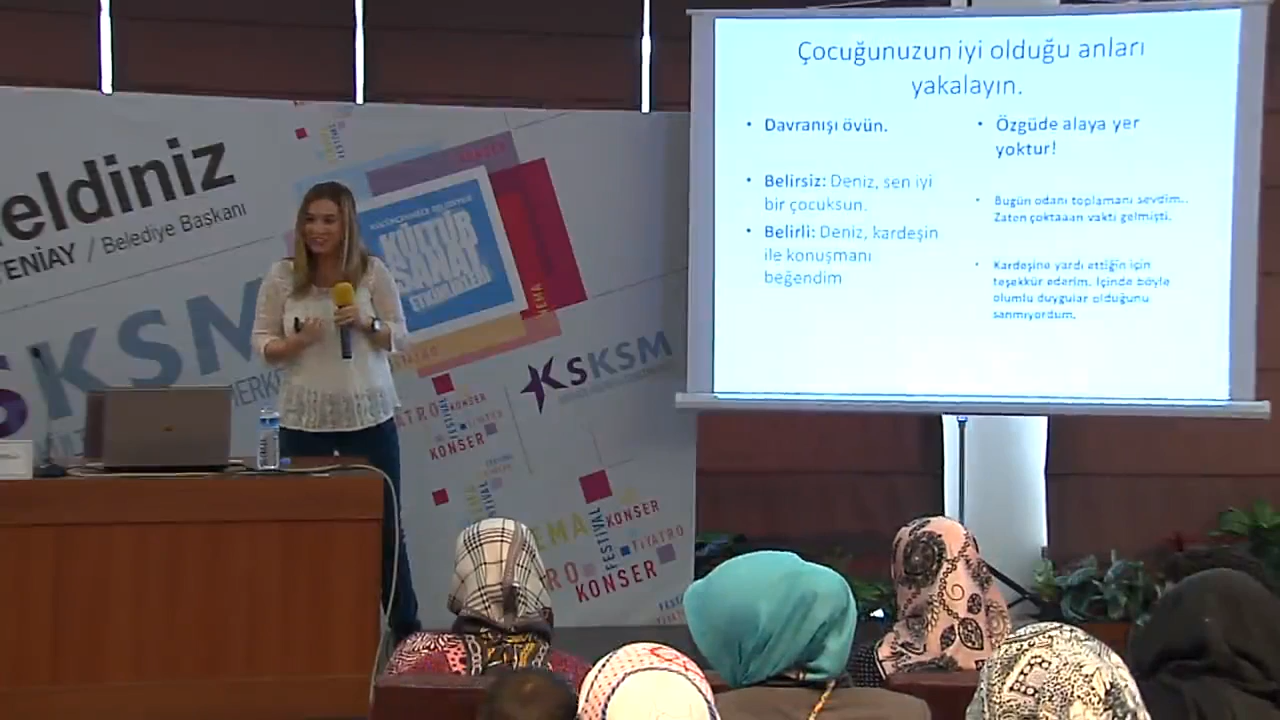 eldiniz
ENİAY / Belediye Başkanı
KÜLTÜR
SANAT
ETKİNLİKLERİ
SKSM
KSKSM
KONSER
FESTİVAL
KONSER
TİYATRO
KONSER
Çocuğunuzun iyi olduğu anları
yakalayın.
• Davranışı övün.
• Belirsiz: Deniz, sen iyi
bir çocuksun.
• Belirli: Deniz, kardeşin
ile konuşmanı
beğendim
• Özgüde alaya yer
yoktur!
• Bugün odanı toplamanı sevdim..
Zaten çoktaaan vakti gelmişti.
• Kardeşine yardı ettiğin için
teşekkür ederim. İçinde böyle
olumlu duygular olduğunu
sanmıyordum.